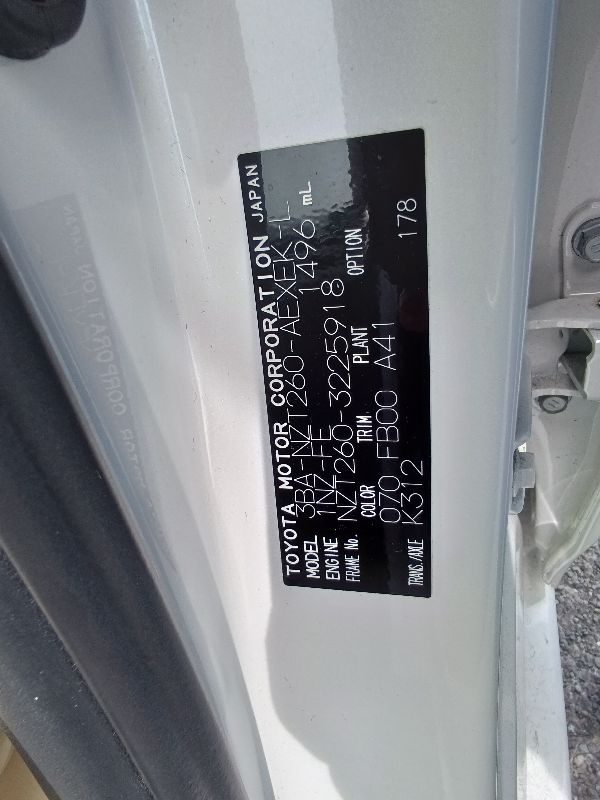 TOYOTA MOTOR CORPORATION JAPAN
MODEL 3BA-NZT260-AEXEK-L
ENGINE 1NZ-FE 1496 mL
FRAME No. NZT260-3225918
COLOR TRIM PLANT OPTION
070 FB00 A41 178
TRANS./AXLE K312